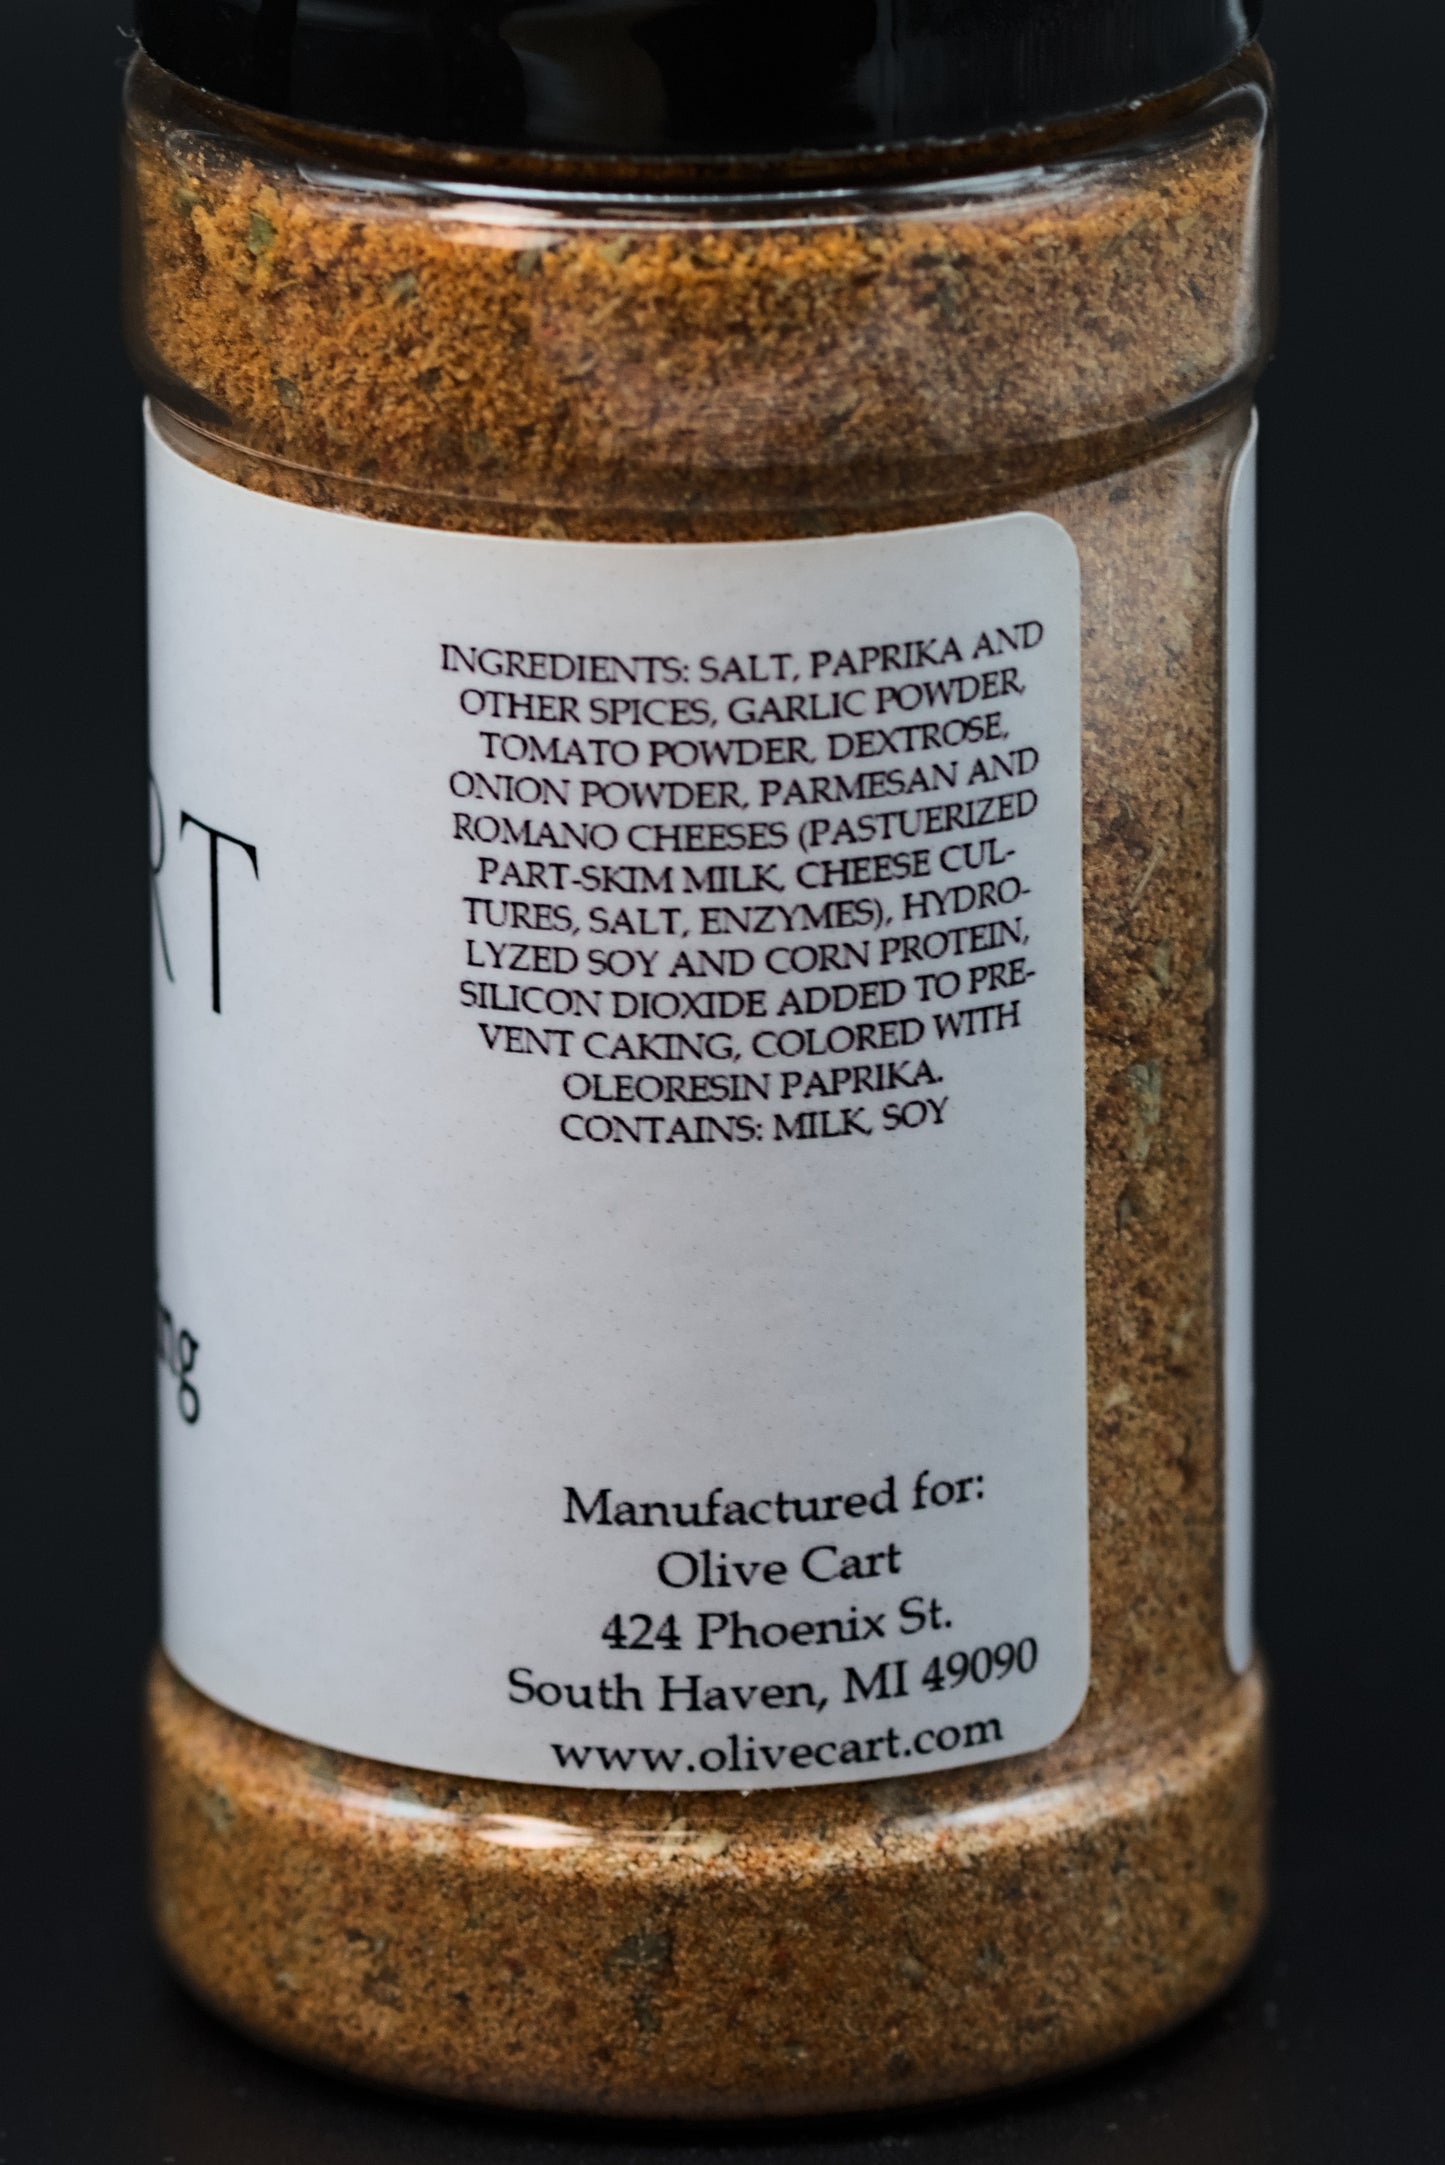 RT
ing
INGREDIENTS: SALT, PAPRIKA AND
OTHER SPICES, GARLIC POWDER,
TOMATO POWDER, DEXTROSE,
ONION POWDER, PARMESAN AND
ROMANO CHEESES (PASTUERIZED
PART-SKIM MILK, CHEESE CUL-
TURES, SALT, ENZYMES), HYDRO-
LYZED SOY AND CORN PROTEIN,
SILICON DIOXIDE ADDED TO PRE-
VENT CAKING, COLORED WITH
OLEORESIN PAPRIKA.
CONTAINS: MILK, SOY
Manufactured for:
Olive Cart
424 Phoenix St.
South Haven, MI 49090
www.olivecart.com